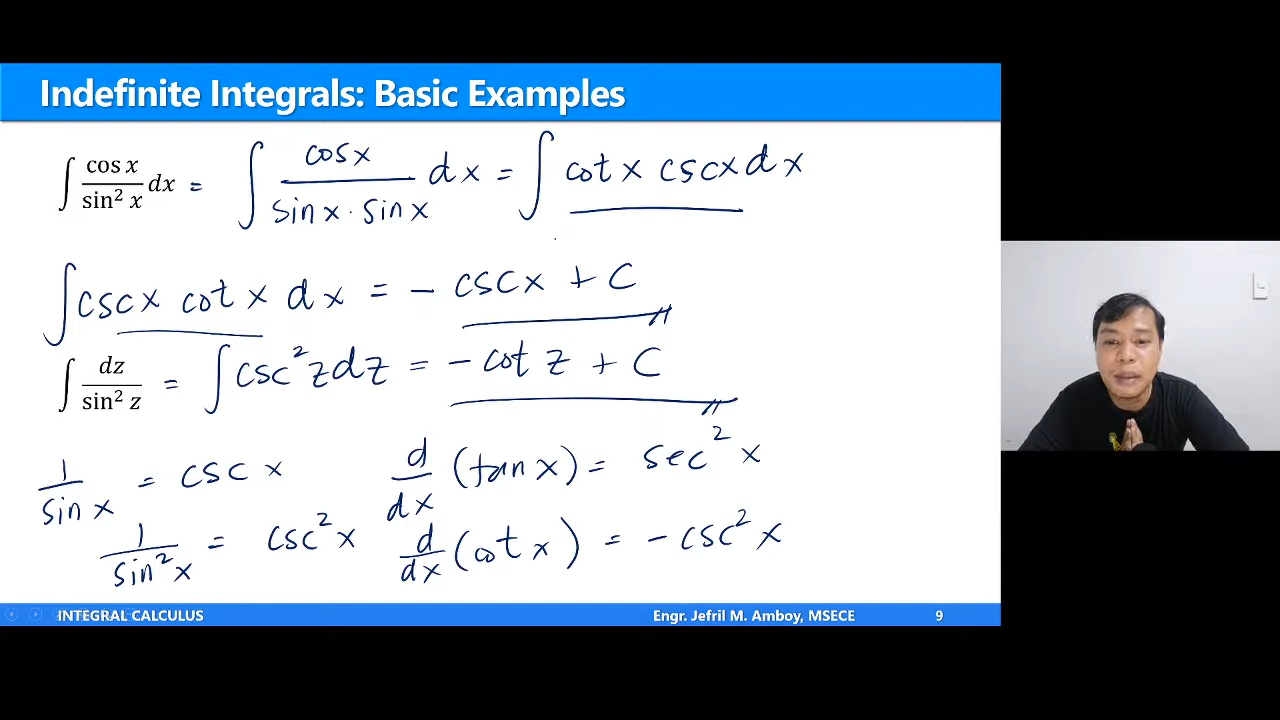 Indefinite Integrals: Basic Examples
∫ cos x / sin² x dx = ∫ cos x / sin x · sin x dx = ∫ cot x csc x dx
∫ csc x cot x dx = - csc x + C
∫ dz / sin² z = ∫ csc² z dz = - cot z + C
1 / sin x = csc x
d/dx (tan x) = sec² x
1 / sin² x = csc² x
d/dx (cot x) = - csc² x
INTEGRAL CALCULUS
Engr. Jefril M. Amboy, MSECE
9